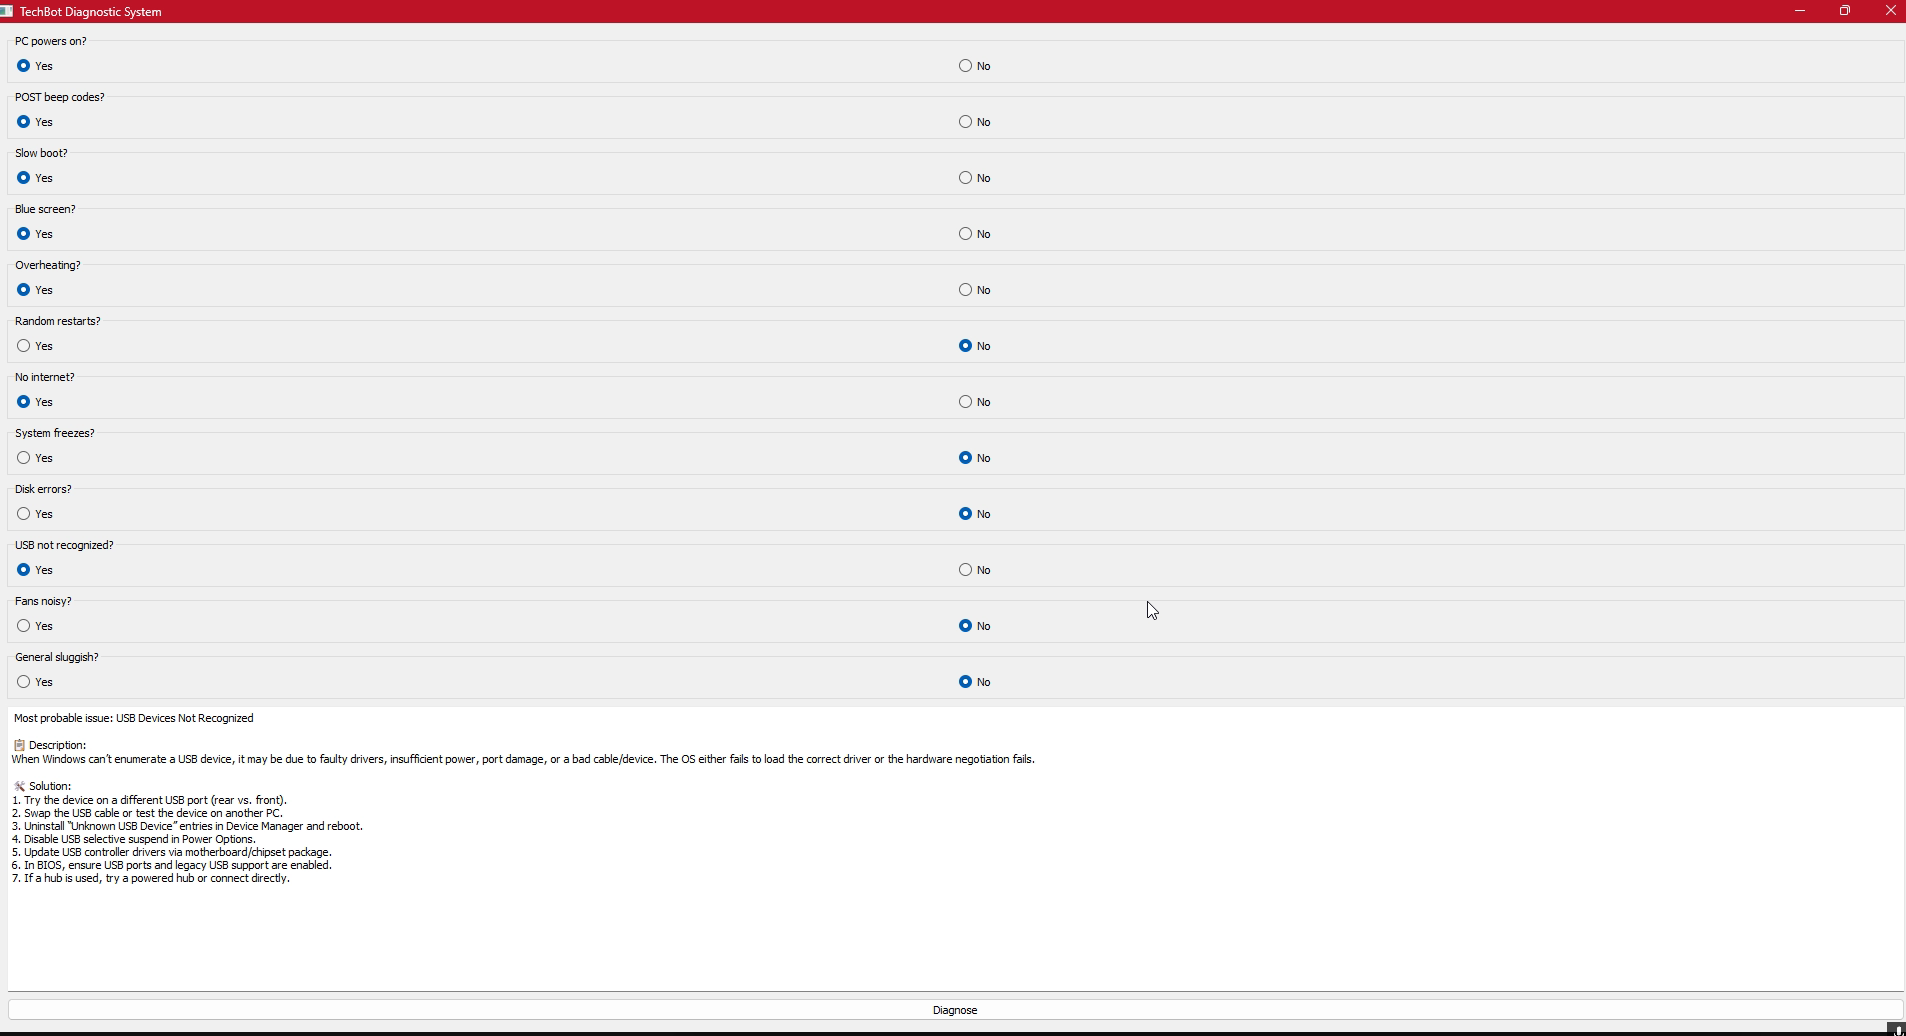 TechBot Diagnostic System
PC powers on?
Yes No
POST beep codes?
Yes No
Slow boot?
Yes No
Blue screen?
Yes No
Overheating?
Yes No
Random restarts?
Yes No
No internet?
Yes No
System freezes?
Yes No
Disk errors?
Yes No
USB not recognized?
Yes No
Fans noisy?
Yes No
General sluggish?
Yes No
Most probable issue: USB Devices Not Recognized
📋 Description:
When Windows can’t enumerate a USB device, it may be due to faulty drivers, insufficient power, port damage, or a bad cable/device. The OS either fails to load the correct driver or the hardware negotiation fails.
🛠 Solution:
1. Try the device on a different USB port (rear vs. front).
2. Swap the USB cable or test the device on another PC.
3. Uninstall “Unknown USB Device” entries in Device Manager and reboot.
4. Disable USB selective suspend in Power Options.
5. Update USB controller drivers via motherboard/chipset package.
6. In BIOS, ensure USB ports and legacy USB support are enabled.
7. If a hub is used, try a powered hub or connect directly.
Diagnose